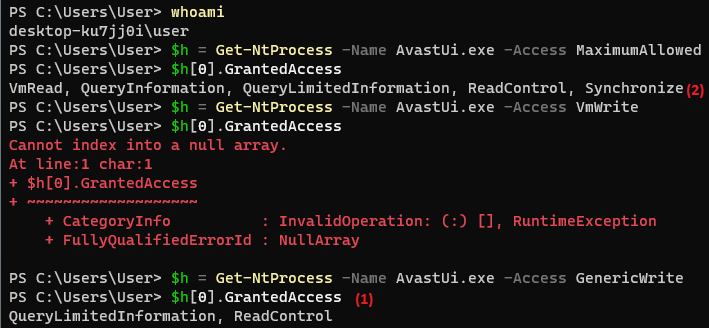 PS C:\Users\User> whoami
desktop-ku7jj0i\user
PS C:\Users\User> $h = Get-NtProcess -Name AvastUi.exe -Access MaximumAllowed
PS C:\Users\User> $h[0].GrantedAccess
VmRead, QueryInformation, QueryLimitedInformation, ReadControl, Synchronize (2)
PS C:\Users\User> $h = Get-NtProcess -Name AvastUi.exe -Access VmWrite
PS C:\Users\User> $h[0].GrantedAccess
Cannot index into a null array.
At line:1 char:1
+ $h[0].GrantedAccess
+ ~~~~~~~~~~~~~~~~~~~
    + CategoryInfo          : InvalidOperation: (:) [], RuntimeException
    + FullyQualifiedErrorId : NullArray

PS C:\Users\User> $h = Get-NtProcess -Name AvastUi.exe -Access GenericWrite
PS C:\Users\User> $h[0].GrantedAccess (1)
QueryLimitedInformation, ReadControl